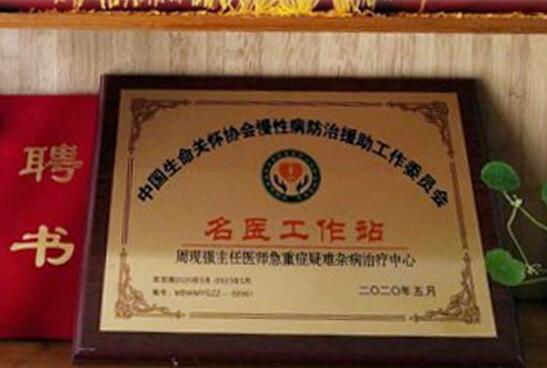 聘书
中国生命关怀协会慢性病防治援助工作委员会
名医工作站
周现强主任医师急重症疑难杂病治疗中心
二〇二〇年五月